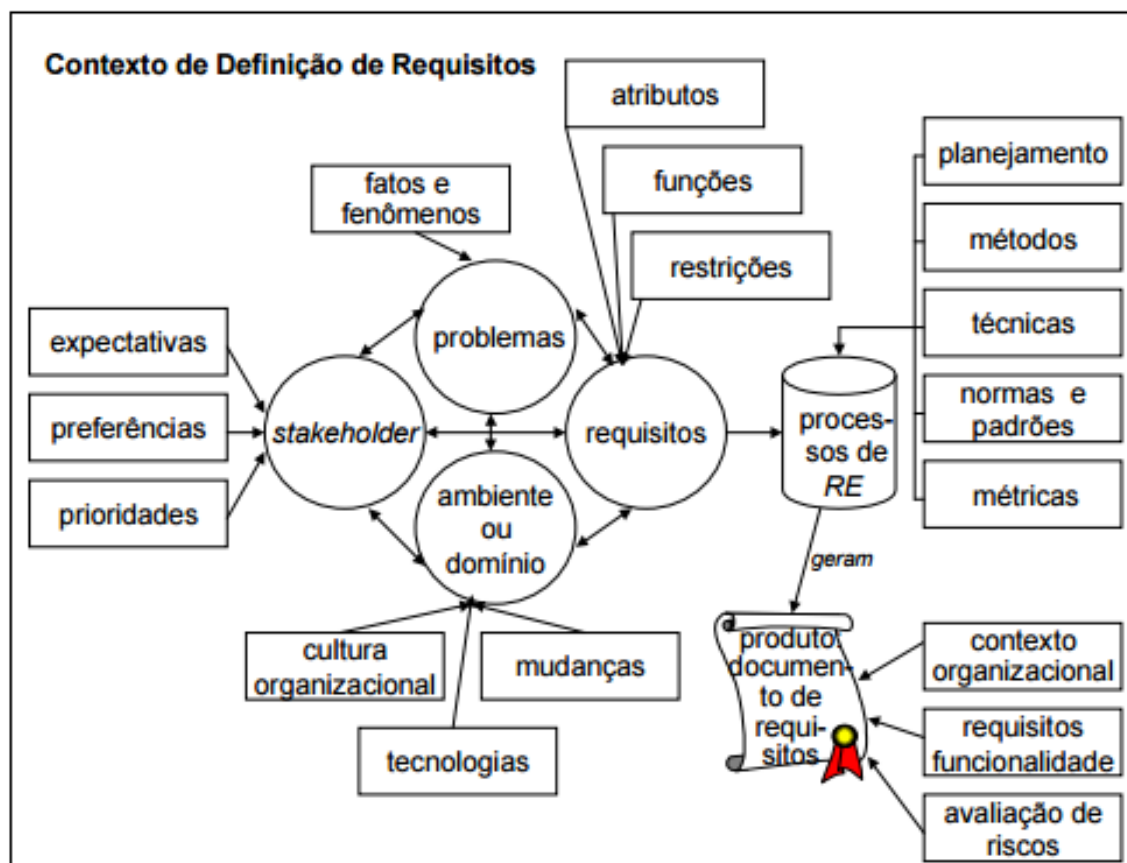 Contexto de Definição de Requisitos
atributos
funções
restrições
fatos e
fenômenos
problemas
expectativas
preferências
prioridades
stakeholder
requisitos
ambiente
ou
domínio
cultura
organizacional
mudanças
tecnologias
planejamento
métodos
técnicas
normas e
padrões
métricas
proces-
sos de
RE
geram
produto:
documen-
to de
requi-
sitos
contexto
organizacional
requisitos
funcionalidade
avaliação de
riscos